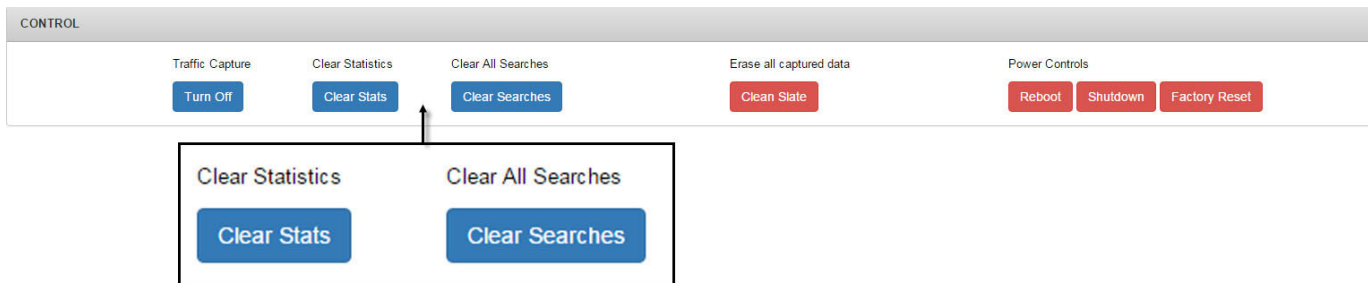 CONTROL
Traffic Capture Clear Statistics Clear All Searches Erase all captured data Power Controls
Turn Off Clear Stats Clear Searches Clean Slate Reboot Shutdown Factory Reset
Clear Statistics Clear All Searches
Clear Stats Clear Searches